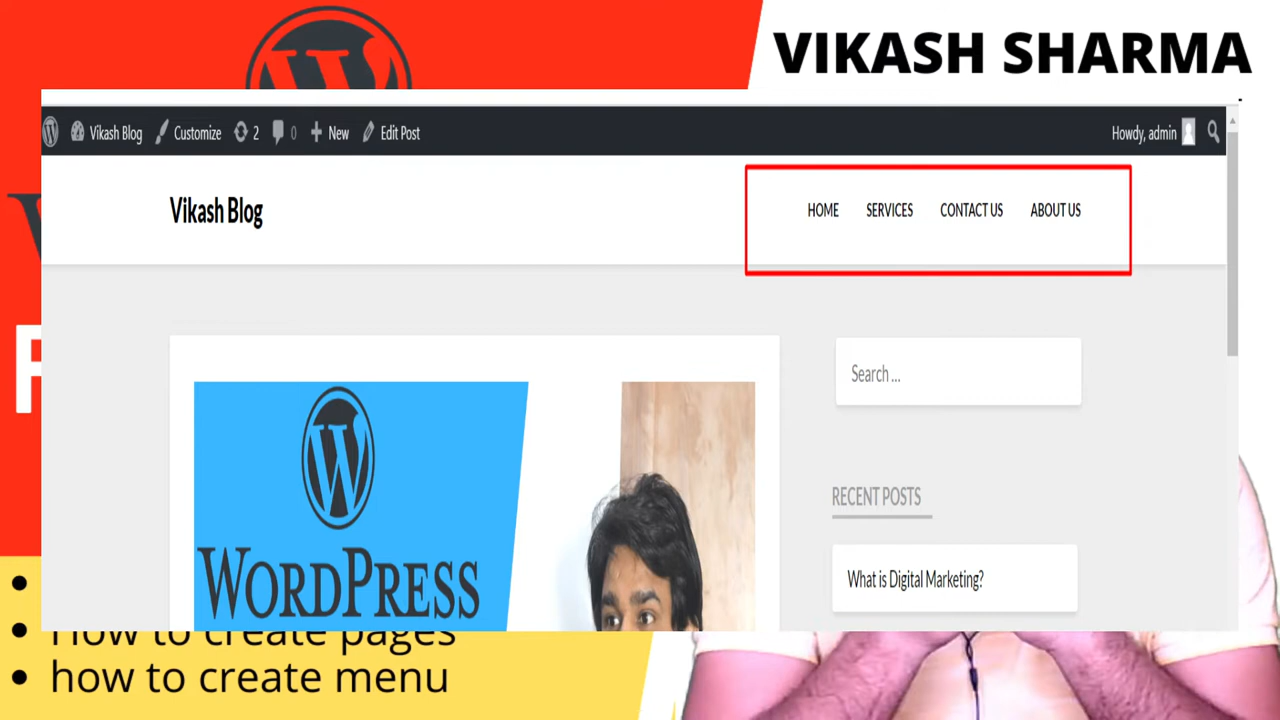 VIKASH SHARMA
Vikash Blog Customize 2 0 New Edit Post Howdy, admin
Vikash Blog HOME SERVICES CONTACT US ABOUT US
Search ...
RECENT POSTS
What is Digital Marketing?
WORDPRESS
how to create pages
how to create menu